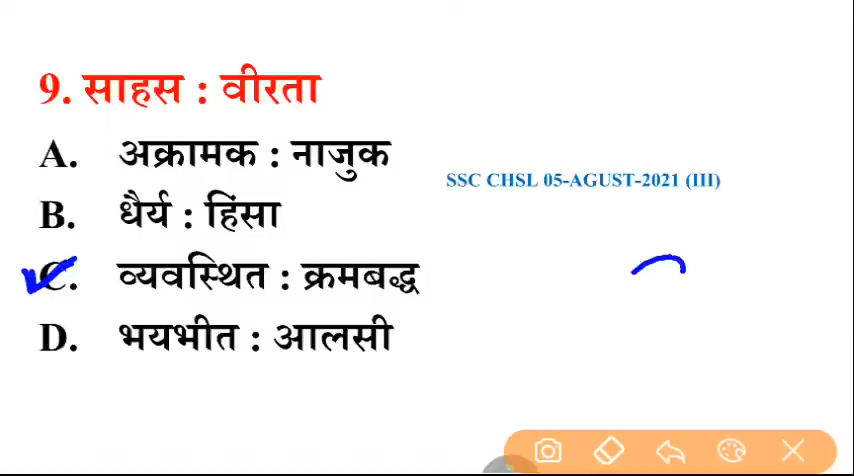 9. साहस : वीरता
A. अक्रामक : नाजुक
SSC CHSL 05-AGUST-2021 (III)
B. धैर्य : हिंसा
C. व्यवस्थित : क्रमबद्ध
D. भयभीत : आलसी